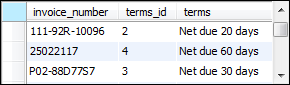 invoice_number terms_id terms
111-92R-10096 2 Net due 20 days
25022117 4 Net due 60 days
P02-88D77S7 3 Net due 30 days